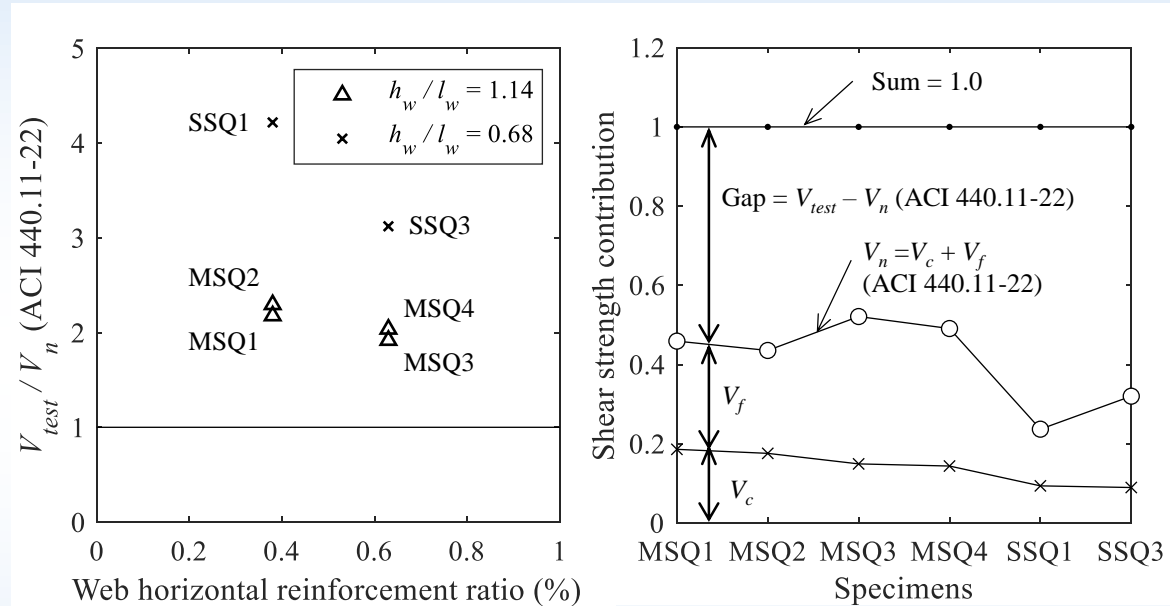 V_test / V_n (ACI 440.11-22)
5
4
3
2
1
0
0 0.2 0.4 0.6 0.8 1
Web horizontal reinforcement ratio (%)
h_w / l_w = 1.14
h_w / l_w = 0.68
SSQ1
SSQ3
MSQ2
MSQ4
MSQ1
MSQ3
Shear strength contribution
1.2
1
0.8
0.6
0.4
0.2
0
Sum = 1.0
Gap = V_test – V_n (ACI 440.11-22)
V_n =V_c + V_f
(ACI 440.11-22)
V_f
V_c
MSQ1 MSQ2 MSQ3 MSQ4 SSQ1 SSQ3
Specimens